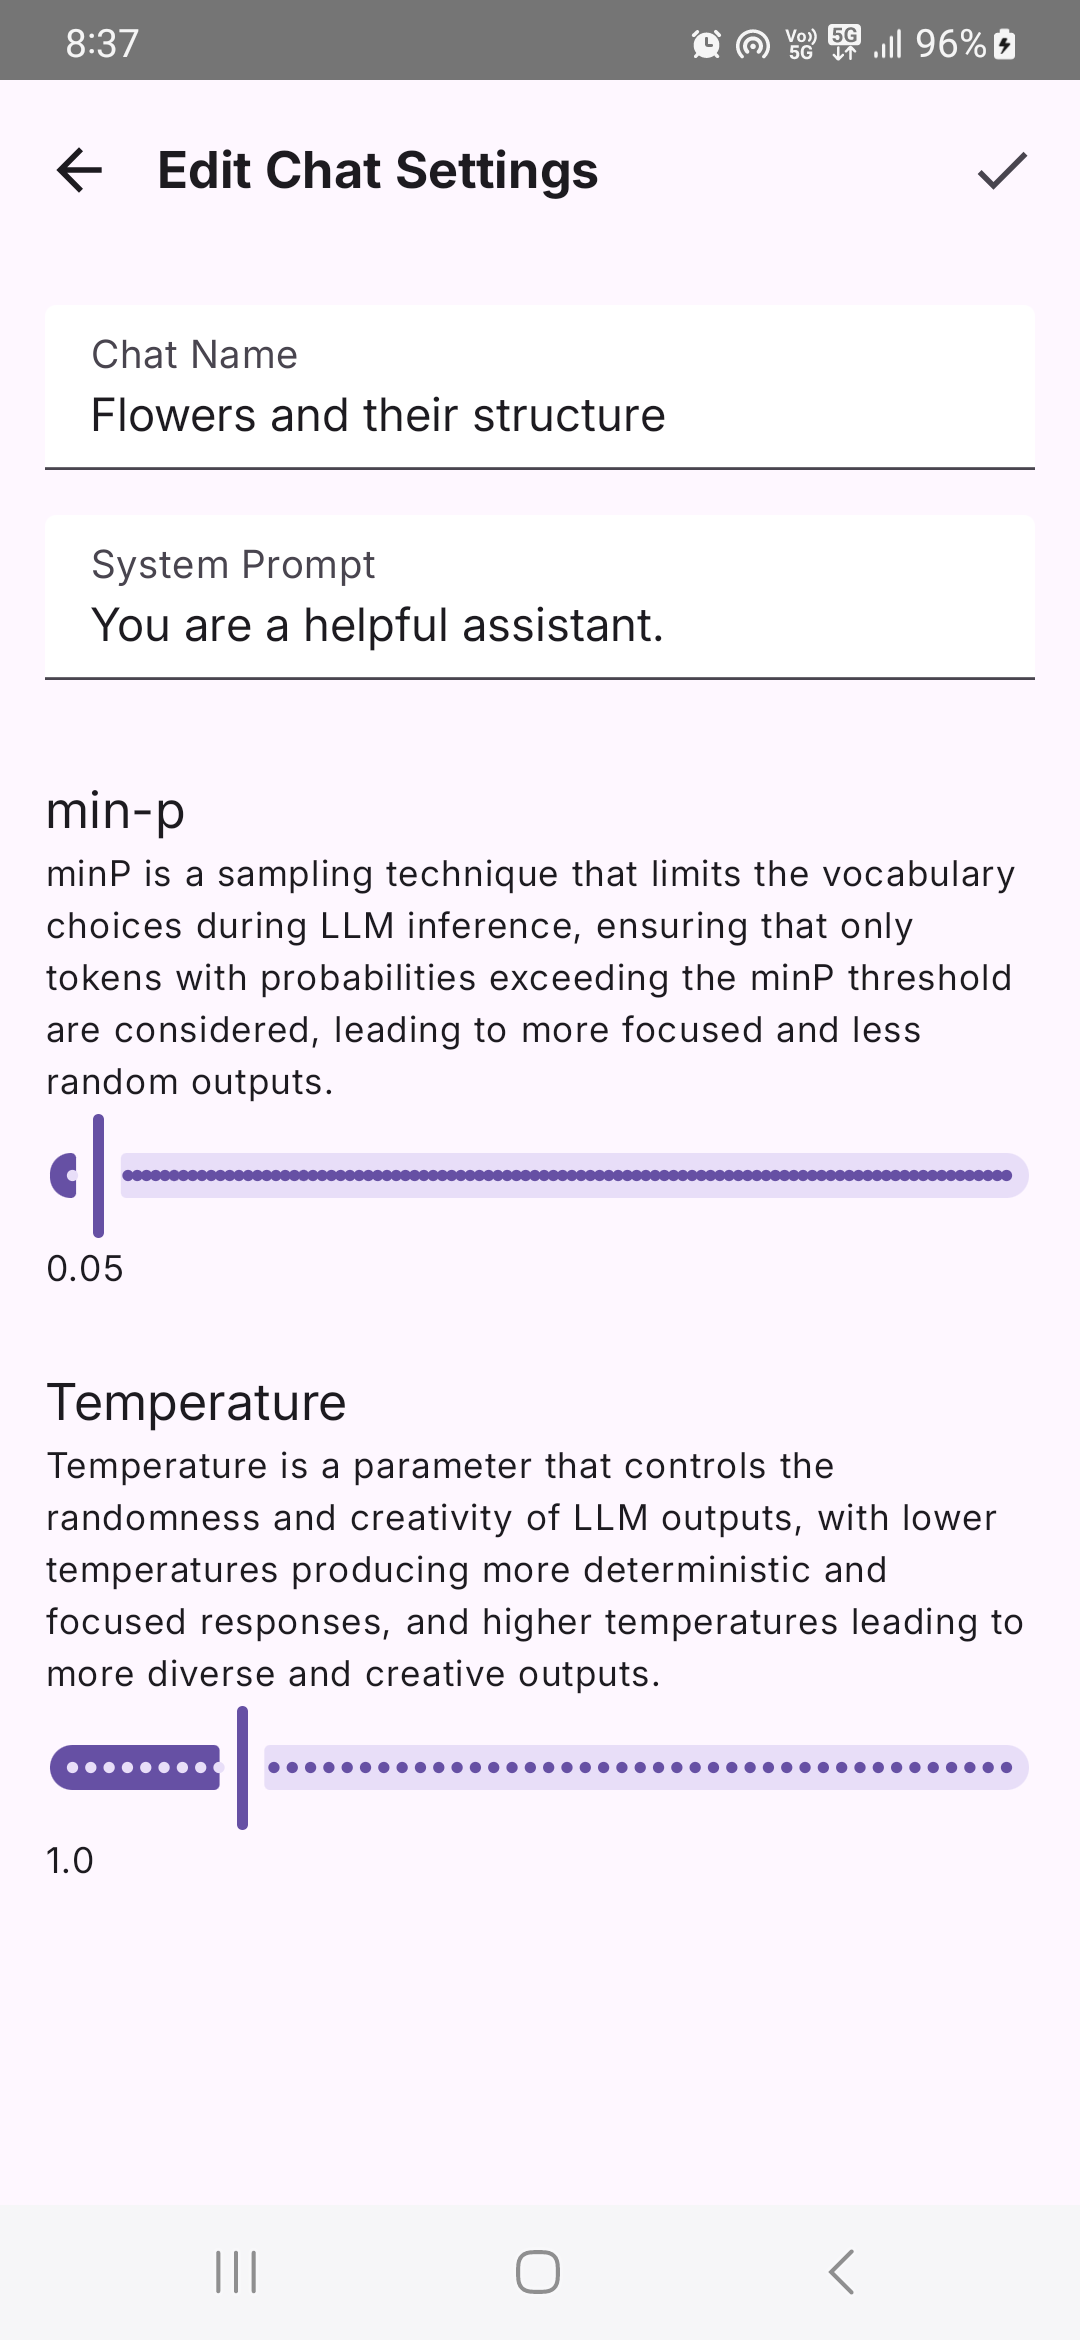 8:37
Vo)) 5G
5G
96%
Edit Chat Settings
Chat Name
Flowers and their structure
System Prompt
You are a helpful assistant.
min-p
minP is a sampling technique that limits the vocabulary
choices during LLM inference, ensuring that only
tokens with probabilities exceeding the minP threshold
are considered, leading to more focused and less
random outputs.
0.05
Temperature
Temperature is a parameter that controls the
randomness and creativity of LLM outputs, with lower
temperatures producing more deterministic and
focused responses, and higher temperatures leading to
more diverse and creative outputs.
1.0